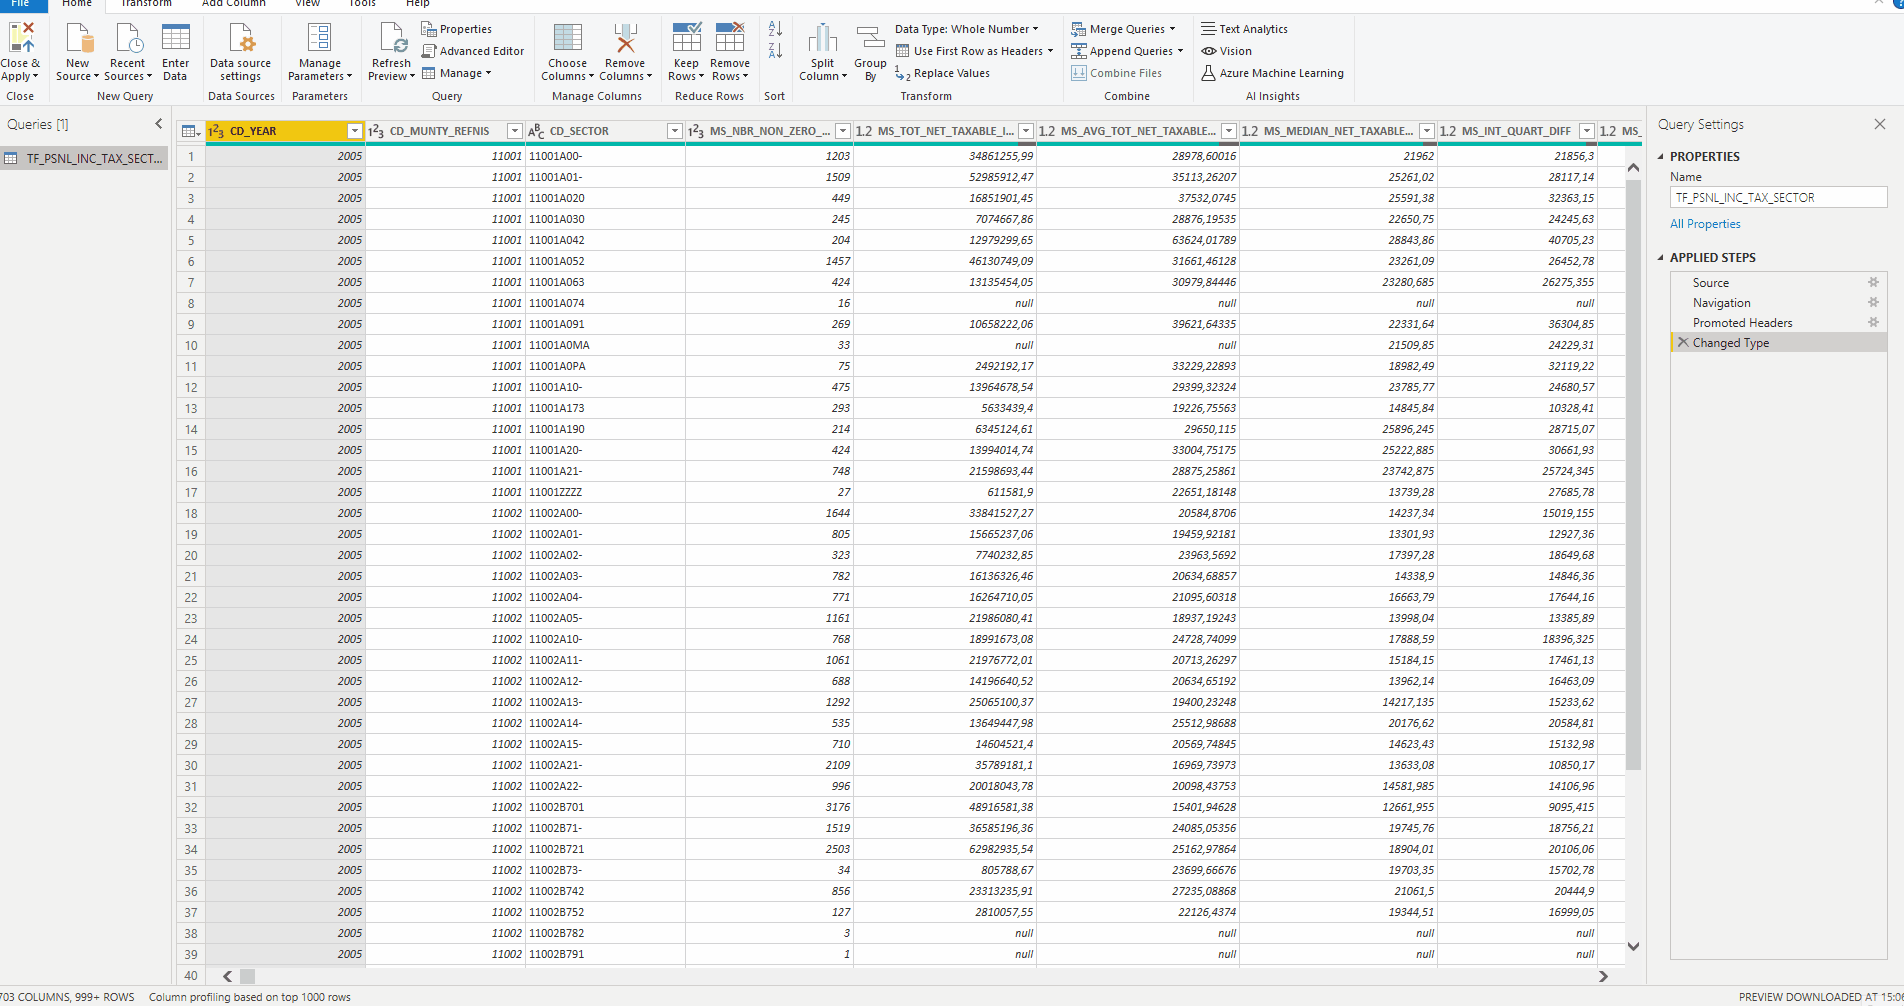 File Home Transform Add Column View Tools Help
Close & Apply New Source Recent Sources Enter Data Data source settings Manage Parameters Refresh Preview Properties Advanced Editor Manage Choose Columns Remove Columns Keep Rows Remove Rows Split Column Group By Data Type: Whole Number Use First Row as Headers Replace Values Merge Queries Append Queries Combine Files Text Analytics Vision Azure Machine Learning
Close New Query Data Sources Parameters Query Manage Columns Reduce Rows Sort Transform Combine AI Insights
Queries [1]
TF_PSNL_INC_TAX_SECT...
CD_YEAR CD_MUNTY_REFNIS CD_SECTOR MS_NBR_NON_ZERO_... 1.2 MS_TOT_NET_TAXABLE_I... 1.2 MS_AVG_TOT_NET_TAXABLE... 1.2 MS_MEDIAN_NET_TAXABLE... 1.2 MS_INT_QUART_DIFF 1.2 MS_
1 2005 11001 11001A00- 1203 34861255,99 28978,60016 21962 21856,3
2 2005 11001 11001A01- 1509 52985912,47 35113,26207 25261,02 28117,14
3 2005 11001 11001A020 449 16851901,45 37532,0745 25591,38 32363,15
4 2005 11001 11001A030 245 7074667,86 28876,19535 22650,75 24245,63
5 2005 11001 11001A042 204 12979299,65 63624,01789 28843,86 40705,23
6 2005 11001 11001A052 1457 46130749,09 31661,46128 23261,09 26452,78
7 2005 11001 11001A063 424 13135454,05 30979,84446 23280,685 26275,355
8 2005 11001 11001A074 16 null null null null
9 2005 11001 11001A091 269 10658222,06 39621,64335 22331,64 36304,85
10 2005 11001 11001A0MA 33 null null 21509,85 24229,31
11 2005 11001 11001A0PA 75 2492192,17 33229,22893 18982,49 32119,22
12 2005 11001 11001A10- 475 13964678,54 29399,32324 23785,77 24680,57
13 2005 11001 11001A173 293 5633439,4 19226,75563 14845,84 10328,41
14 2005 11001 11001A190 214 6345124,61 29650,115 25896,245 28715,07
15 2005 11001 11001A20- 424 13994014,74 33004,75175 25222,885 30661,93
16 2005 11001 11001A21- 748 21598693,44 28875,25861 23742,875 25724,345
17 2005 11001 11001ZZZZ 27 611581,9 22651,18148 13739,28 27685,78
18 2005 11002 11002A00- 1644 33841527,27 20584,8706 14237,34 15019,155
19 2005 11002 11002A01- 805 15665237,06 19459,92181 13301,93 12927,36
20 2005 11002 11002A02- 323 7740232,85 23963,5692 17397,28 18649,68
21 2005 11002 11002A03- 782 16136326,46 20634,68857 14338,9 14846,36
22 2005 11002 11002A04- 771 16264710,05 21095,60318 16663,79 17644,16
23 2005 11002 11002A05- 1161 21986080,41 18937,19243 13998,04 13385,89
24 2005 11002 11002A10- 768 18991673,08 24728,74099 17888,59 18396,325
25 2005 11002 11002A11- 1061 21976772,01 20713,26297 15184,15 17461,13
26 2005 11002 11002A12- 688 14196640,52 20634,65192 13962,14 16463,09
27 2005 11002 11002A13- 1292 25065100,37 19400,23248 14217,135 15233,62
28 2005 11002 11002A14- 535 13649447,98 25512,98688 20176,62 20584,81
29 2005 11002 11002A15- 710 14604521,4 20569,74845 14623,43 15132,98
30 2005 11002 11002A21- 2109 35789181,1 16969,73973 13633,08 10850,17
31 2005 11002 11002A22- 996 20018043,78 20098,43753 14581,985 14106,96
32 2005 11002 11002B701 3176 48916581,38 15401,94628 12661,955 9095,415
33 2005 11002 11002B71- 1519 36585196,36 24085,05356 19745,76 18756,21
34 2005 11002 11002B721 2503 62982935,54 25162,97864 18904,01 20106,06
35 2005 11002 11002B73- 34 805788,67 23699,66676 19703,35 15702,78
36 2005 11002 11002B742 856 23313235,91 27235,08868 21061,5 20444,9
37 2005 11002 11002B752 127 2810057,55 22126,4374 19344,51 16999,05
38 2005 11002 11002B782 3 null null null null
39 2005 11002 11002B791 1 null null null null
40
Query Settings
PROPERTIES
Name
TF_PSNL_INC_TAX_SECTOR
All Properties
APPLIED STEPS
Source
Navigation
Promoted Headers
Changed Type
703 COLUMNS, 999+ ROWS Column profiling based on top 1000 rows PREVIEW DOWNLOADED AT 15:06